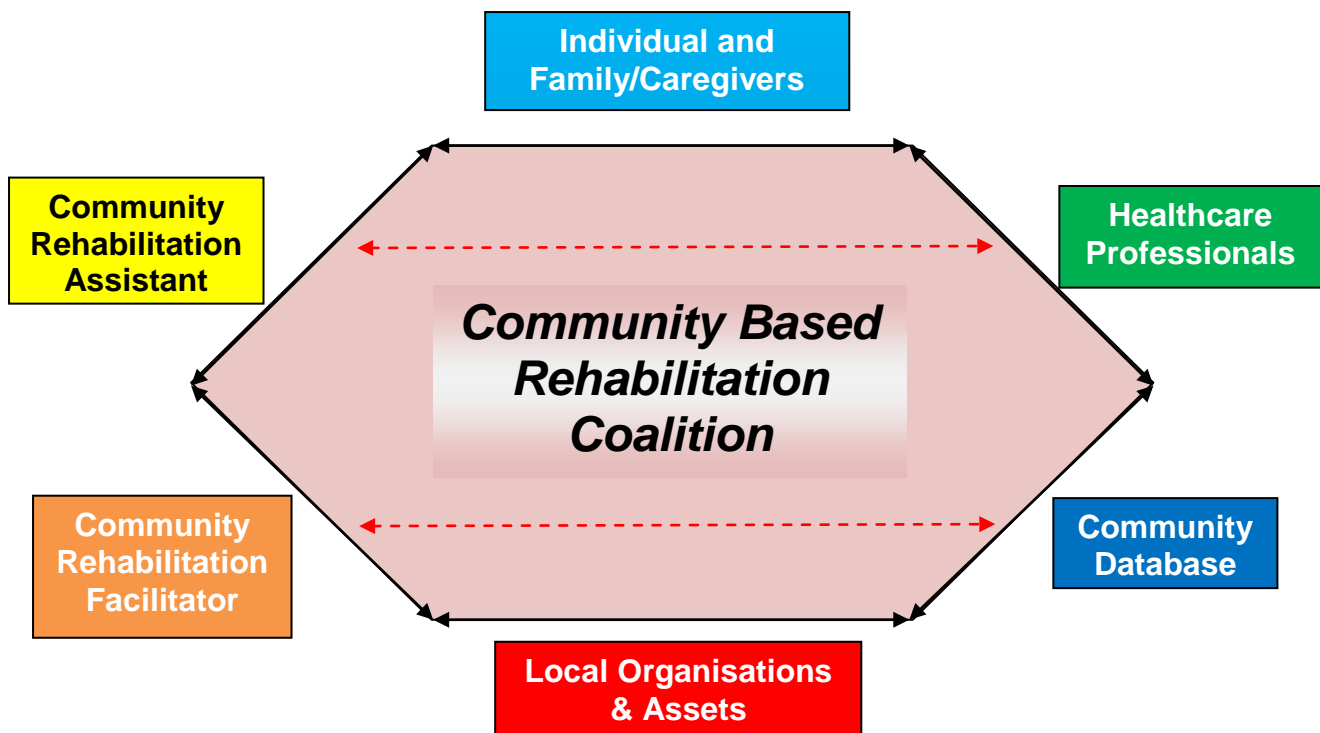 Individual and
Family/Caregivers
Community
Rehabilitation
Assistant
Healthcare
Professionals
Community Based
Rehabilitation
Coalition
Community
Rehabilitation
Facilitator
Community
Database
Local Organisations
& Assets